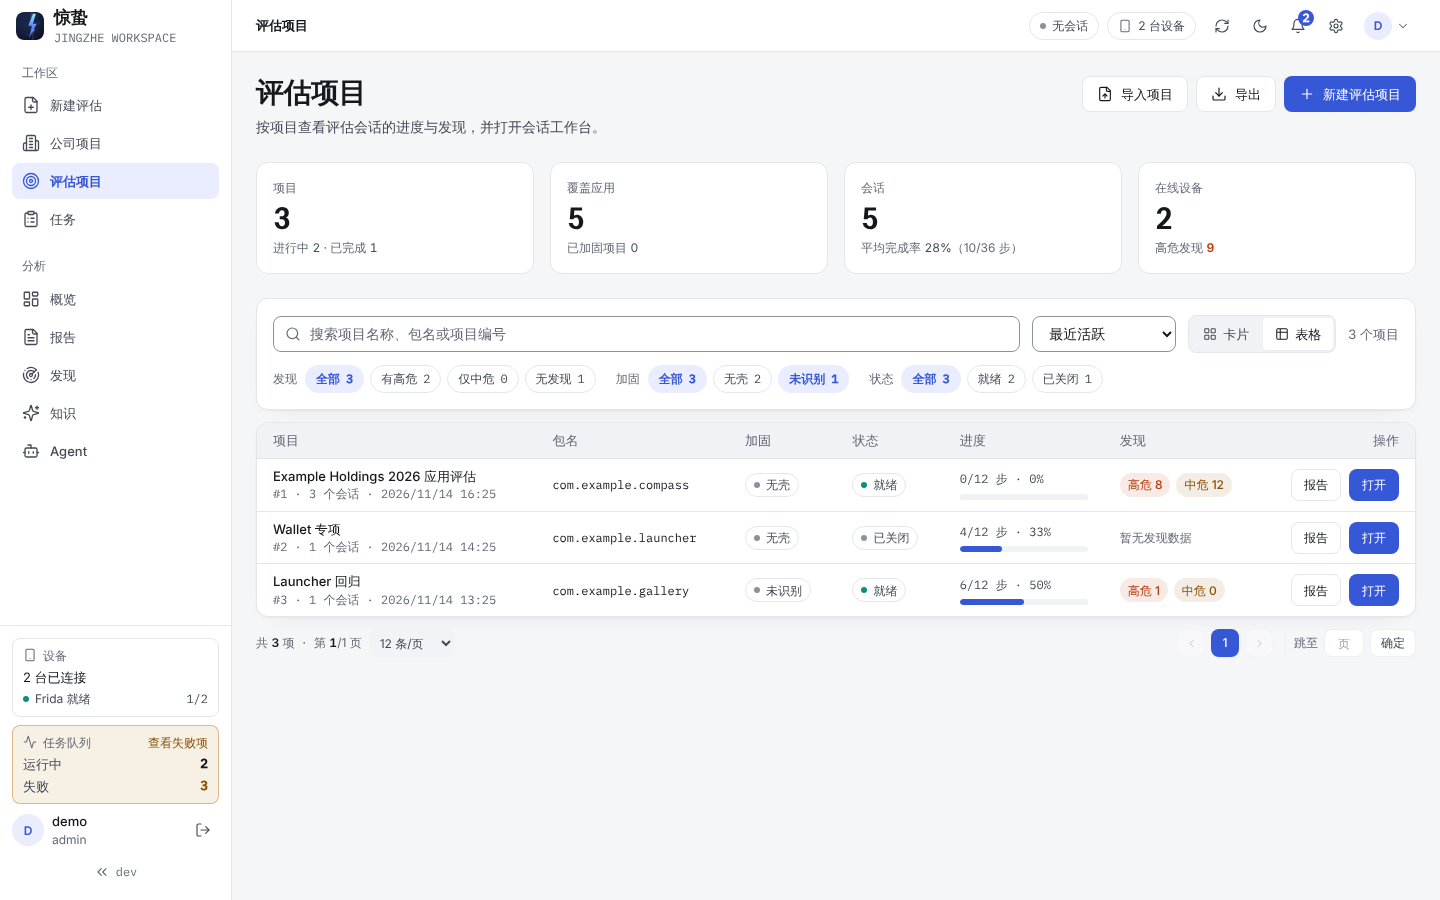 惊蛰
JINGZHE WORKSPACE
工作区
新建评估
公司项目
评估项目
任务
分析
概览
报告
发现
知识
Agent
设备
2 台已连接
Frida 就绪 1/2
任务队列 查看失败项
运行中 2
失败 3
D demo
admin
dev
评估项目 无会话 2 台设备 2 D
评估项目
按项目查看评估会话的进度与发现，并打开会话工作台。
导入项目 导出 新建评估项目
项目
3
进行中 2 · 已完成 1
覆盖应用
5
已加固项目 0
会话
5
平均完成率 28%（10/36 步）
在线设备
2
高危发现 9
搜索项目名称、包名或项目编号 最近活跃 卡片 表格 3 个项目
发现 全部 3 有高危 2 仅中危 0 无发现 1 加固 全部 3 无壳 2 未识别 1 状态 全部 3 就绪 2 已关闭 1
项目 包名 加固 状态 进度 发现 操作
Example Holdings 2026 应用评估
#1 · 3 个会话 · 2026/11/14 16:25
com.example.compass 无壳 就绪 0/12 步 · 0% 高危 8 中危 12 报告 打开
Wallet 专项
#2 · 1 个会话 · 2026/11/14 14:25
com.example.launcher 无壳 已关闭 4/12 步 · 33% 暂无发现数据 报告 打开
Launcher 回归
#3 · 1 个会话 · 2026/11/14 13:25
com.example.gallery 未识别 就绪 6/12 步 · 50% 高危 1 中危 0 报告 打开
共 3 项 · 第 1/1 页 12 条/页 1 跳至 页 确定